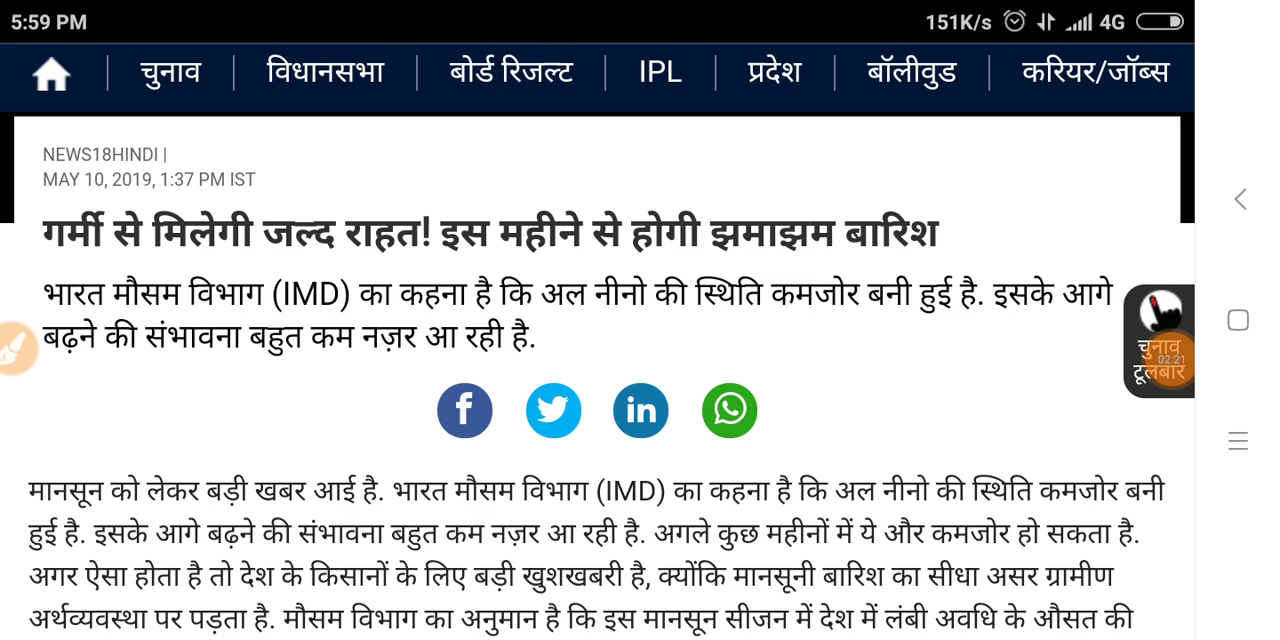 5:59 PM 151K/s 4G
चुनाव विधानसभा बोर्ड रिजल्ट IPL प्रदेश बॉलीवुड करियर/जॉब्स
NEWS18HINDI |
MAY 10, 2019, 1:37 PM IST
गर्मी से मिलेगी जल्द राहत! इस महीने से होगी झमाझम बारिश
भारत मौसम विभाग (IMD) का कहना है कि अल नीनो की स्थिति कमजोर बनी हुई है. इसके आगे
बढ़ने की संभावना बहुत कम नज़र आ रही है.
चुनाव
02:21
टूलबार
f in
मानसून को लेकर बड़ी खबर आई है. भारत मौसम विभाग (IMD) का कहना है कि अल नीनो की स्थिति कमजोर बनी
हुई है. इसके आगे बढ़ने की संभावना बहुत कम नज़र आ रही है. अगले कुछ महीनों में ये और कमजोर हो सकता है.
अगर ऐसा होता है तो देश के किसानों के लिए बड़ी खुशखबरी है, क्योंकि मानसूनी बारिश का सीधा असर ग्रामीण
अर्थव्यवस्था पर पड़ता है. मौसम विभाग का अनुमान है कि इस मानसून सीजन में देश में लंबी अवधि के औसत की